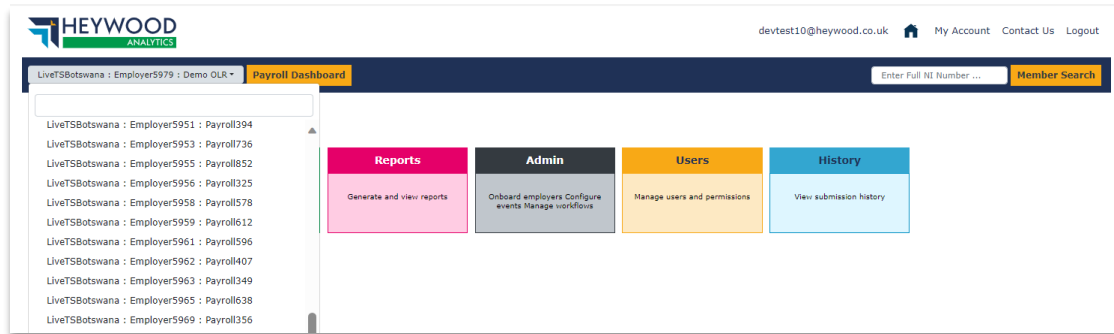 HEYWOOD
ANALYTICS
devtest10@heywood.co.uk My Account Contact Us Logout
LiveTSBotswana : Employer5979 : Demo OLR Payroll Dashboard Enter Full NI Number ... Member Search
LiveTSBotswana : Employer5951 : Payroll394
LiveTSBotswana : Employer5953 : Payroll736
LiveTSBotswana : Employer5955 : Payroll852
LiveTSBotswana : Employer5956 : Payroll325
LiveTSBotswana : Employer5958 : Payroll578
LiveTSBotswana : Employer5959 : Payroll612
LiveTSBotswana : Employer5961 : Payroll596
LiveTSBotswana : Employer5962 : Payroll407
LiveTSBotswana : Employer5963 : Payroll349
LiveTSBotswana : Employer5965 : Payroll638
LiveTSBotswana : Employer5969 : Payroll356
Reports
Generate and view reports
Admin
Onboard employers Configure
events Manage workflows
Users
Manage users and permissions
History
View submission history